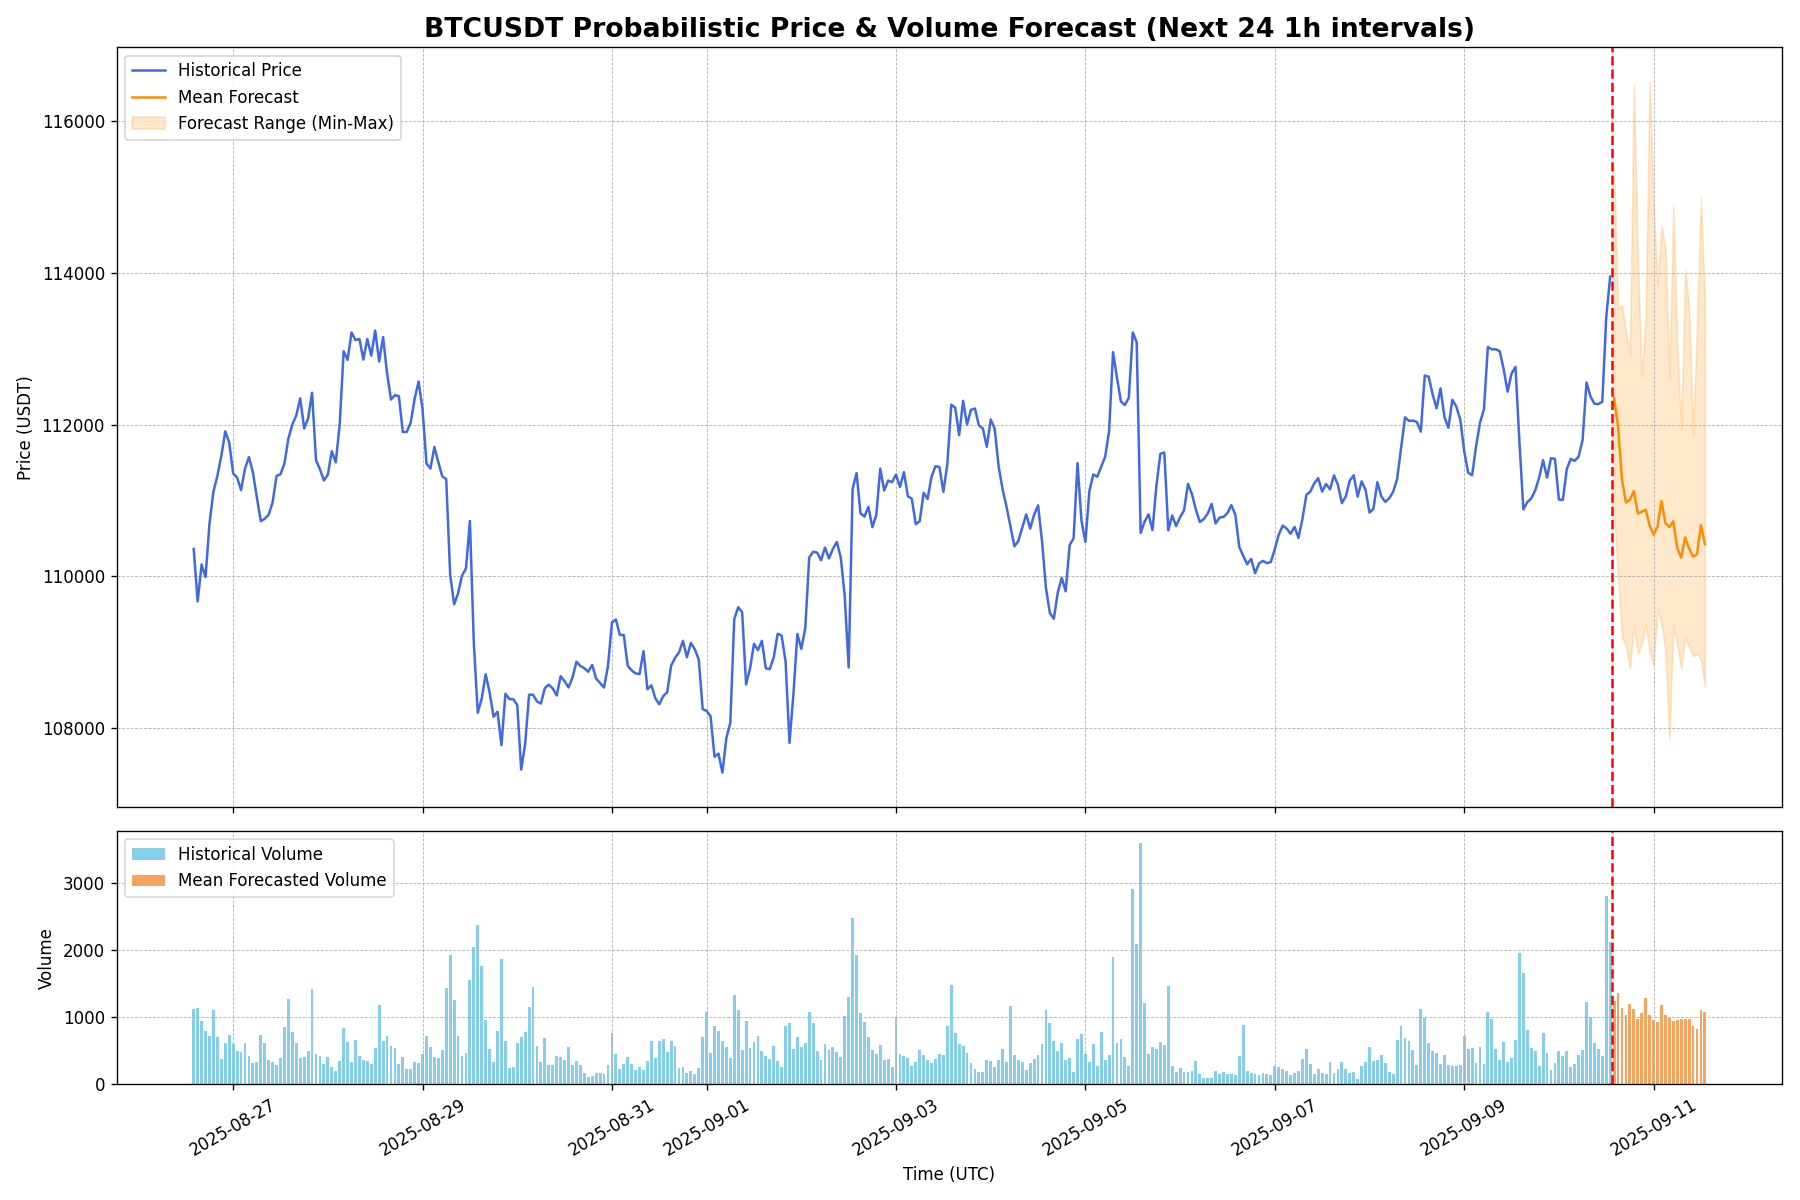 BTCUSDT Probabilistic Price & Volume Forecast (Next 24 1h intervals)
Historical Price
Mean Forecast
Forecast Range (Min-Max)
116000
114000
112000
110000
108000
Price (USDT)
Historical Volume
Mean Forecasted Volume
3000
2000
1000
0
Volume
2025-08-27
2025-08-29
2025-08-31
2025-09-01
2025-09-03
2025-09-05
2025-09-07
2025-09-09
2025-09-11
Time (UTC)